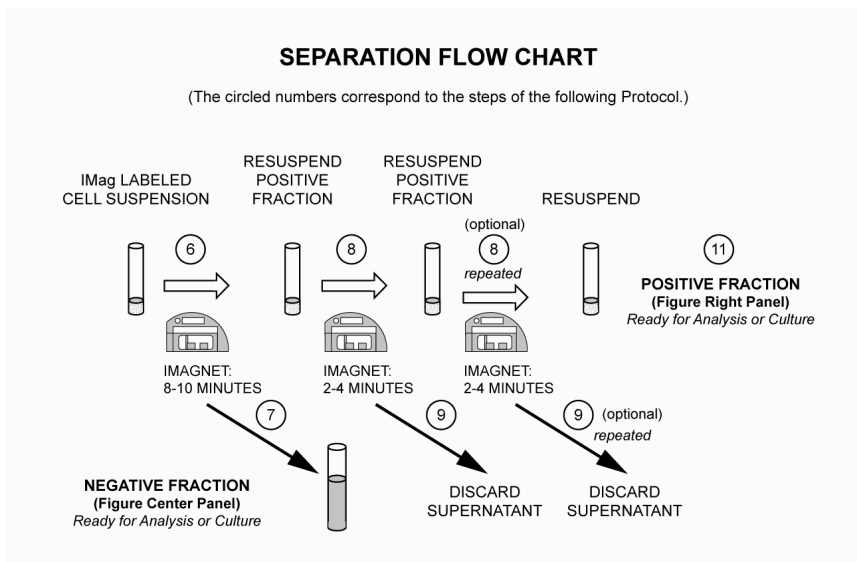 SEPARATION FLOW CHART
(The circled numbers correspond to the steps of the following Protocol.)
IMag LABELED
CELL SUSPENSION
RESUSPEND
POSITIVE
FRACTION
RESUSPEND
POSITIVE
FRACTION
RESUSPEND
6
8
(optional)
8
repeated
11
POSITIVE FRACTION
(Figure Right Panel)
Ready for Analysis or Culture
IMAGNET:
8-10 MINUTES
IMAGNET:
2-4 MINUTES
IMAGNET:
2-4 MINUTES
7
9
9 (optional)
repeated
NEGATIVE FRACTION
(Figure Center Panel)
Ready for Analysis or Culture
DISCARD
SUPERNATANT
DISCARD
SUPERNATANT